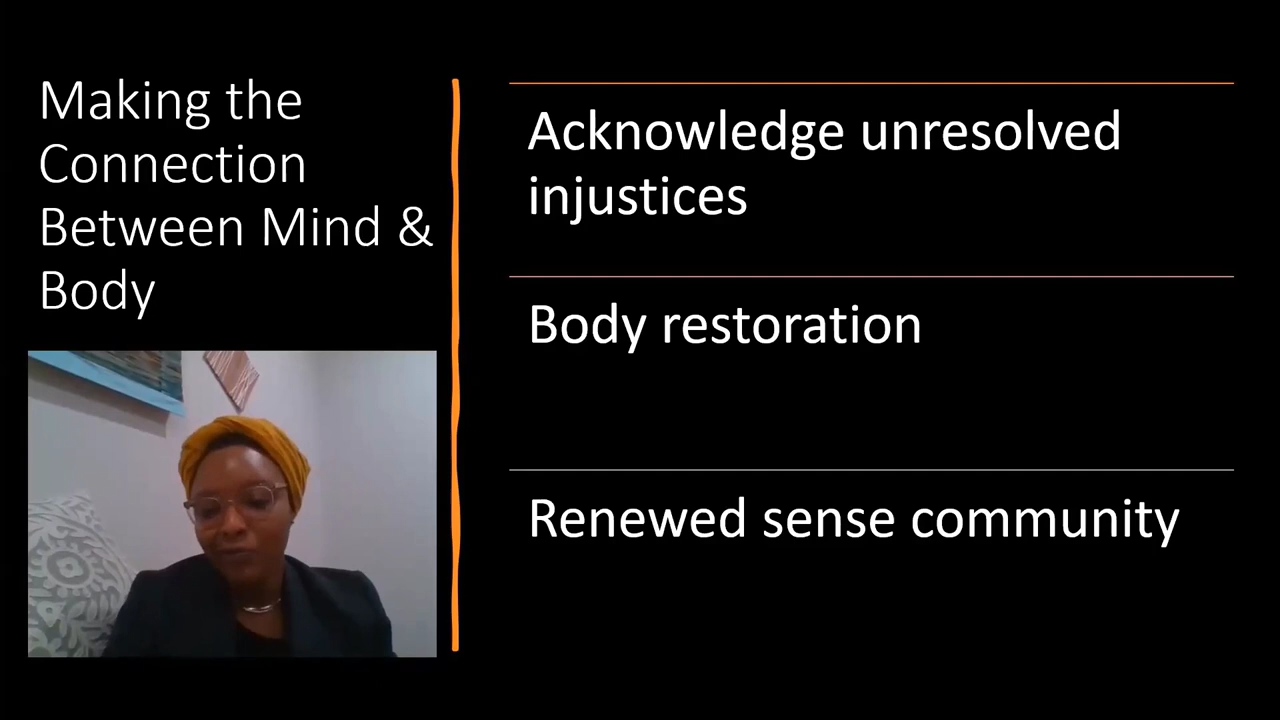 Making the
Connection
Between Mind &
Body
Acknowledge unresolved
injustices
Body restoration
Renewed sense community